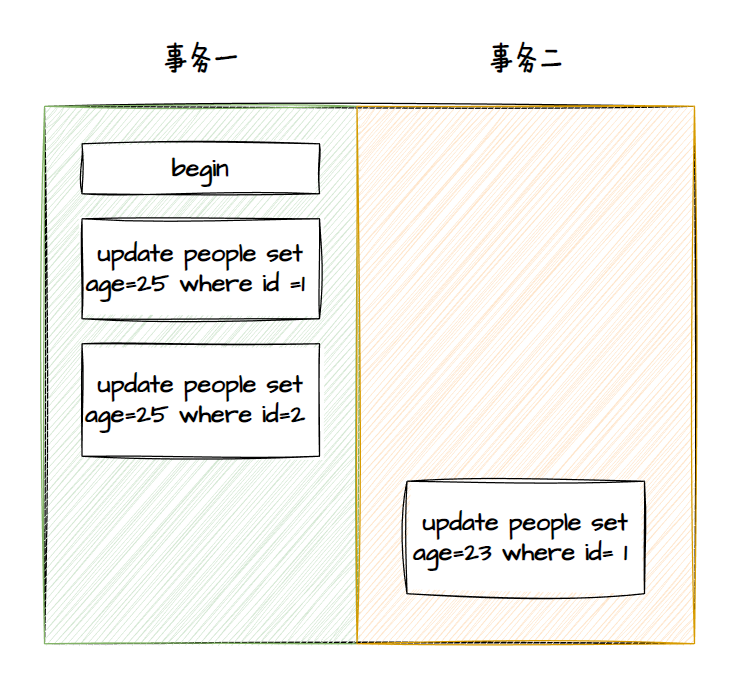 事务一
事务二
begin
update people set
age=25 where id =1
update people set
age=25 where id=2
update people set
age=23 where id= 1